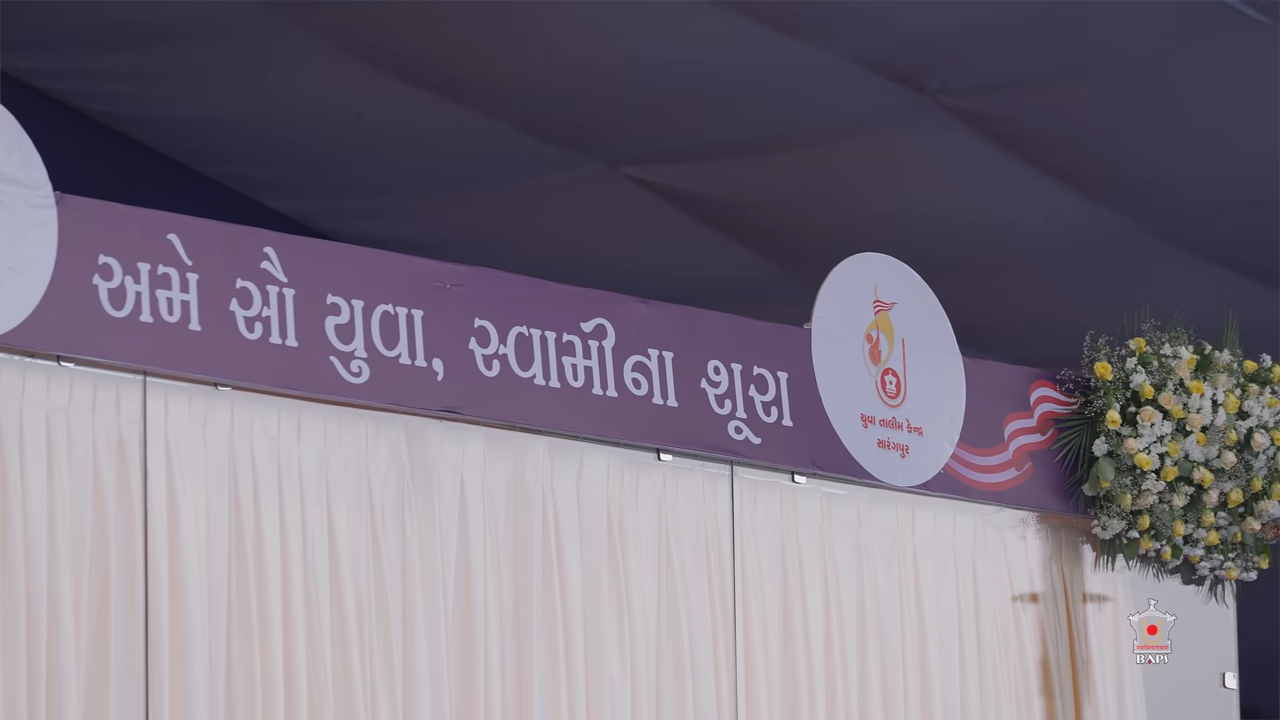 અમે સૌ યુવા, સ્વામીના શૂરા
યુવા તાલીમ કેન્દ્ર
સારંગપુર
BAPS